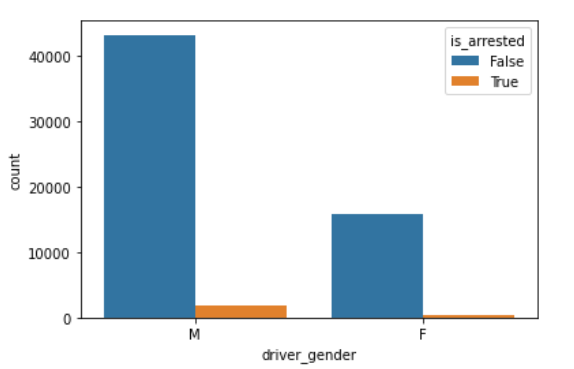 is_arrested
False
True
40000
30000
20000
10000
0
count
M
F
driver_gender